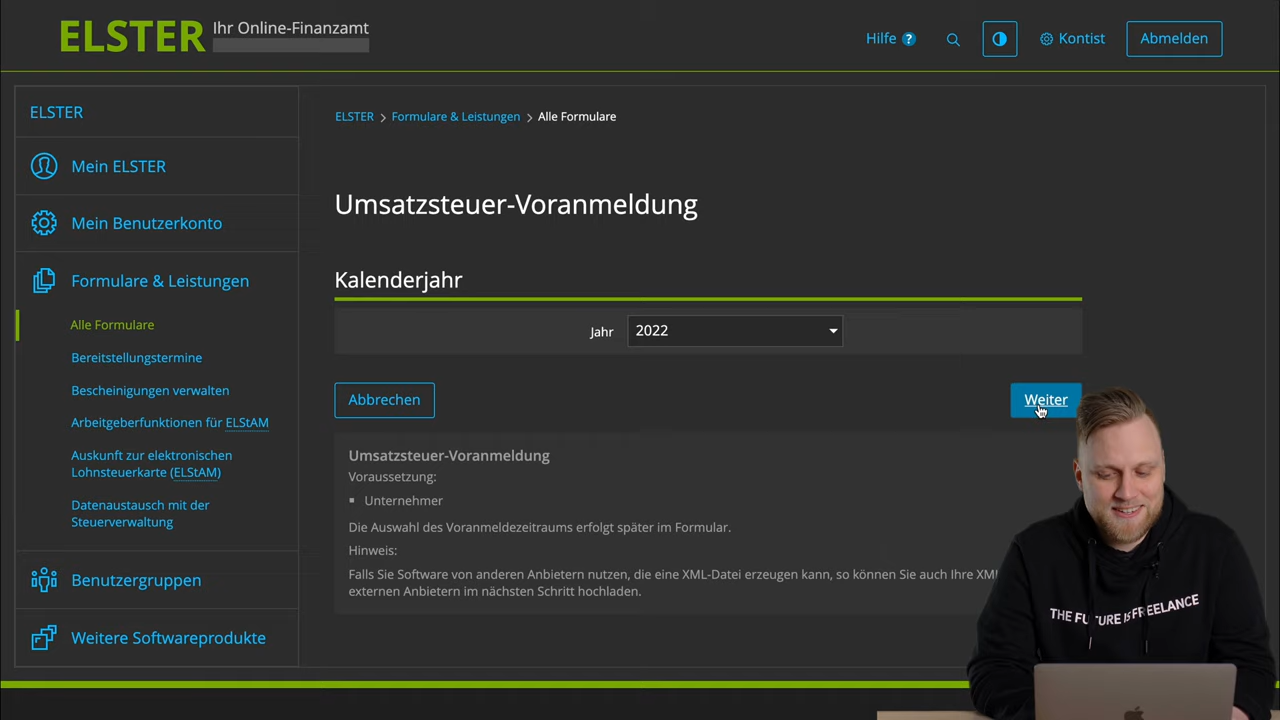 ELSTER
Ihr Online-Finanzamt
Hilfe ?
Kontist
Abmelden
ELSTER
Mein ELSTER
Mein Benutzerkonto
Formulare & Leistungen
Alle Formulare
Bereitstellungstermine
Bescheinigungen verwalten
Arbeitgeberfunktionen für ELStAM
Auskunft zur elektronischen
Lohnsteuerkarte (ELStAM)
Datenaustausch mit der
Steuerverwaltung
Benutzergruppen
Weitere Softwareprodukte
ELSTER > Formulare & Leistungen > Alle Formulare
Umsatzsteuer-Voranmeldung
Kalenderjahr
Jahr 2022
Abbrechen
Weiter
Umsatzsteuer-Voranmeldung
Voraussetzung:
▪ Unternehmer
Die Auswahl des Voranmeldezeitraums erfolgt später im Formular.
Hinweis:
Falls Sie Software von anderen Anbietern nutzen, die eine XML-Datei erzeugen kann, so können Sie auch Ihre XM
externen Anbietern im nächsten Schritt hochladen.
THE FUTURE IS FREELANCE